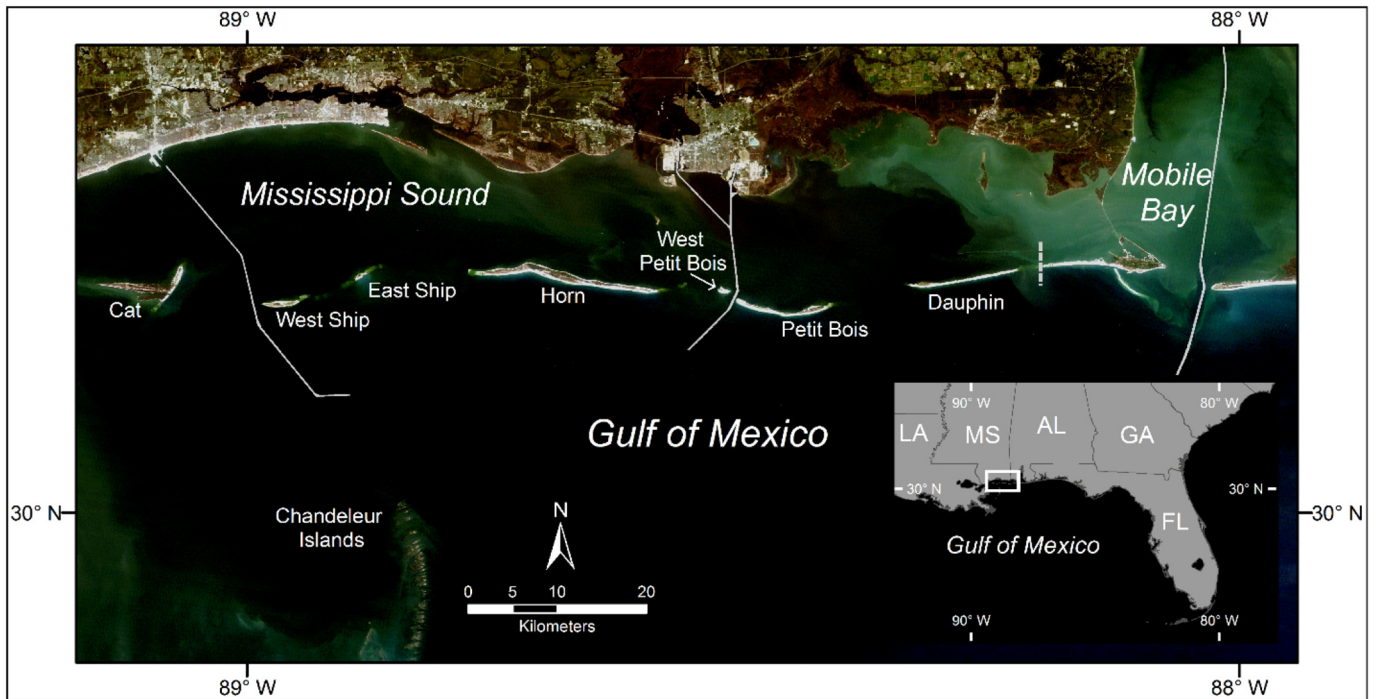 89° W
88° W
Mississippi Sound
Mobile
Bay
West
Petit Bois
Cat
West Ship
East Ship
Horn
Petit Bois
Dauphin
Gulf of Mexico
30° N
30° N
Chandeleur
Islands
N
0 5 10 20
Kilometers
90° W
80° W
LA
MS
AL
GA
30° N
30° N
FL
Gulf of Mexico
90° W
80° W
89° W
88° W